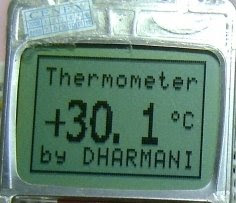 Thermometer
+30.1 °C
by DHARMANI